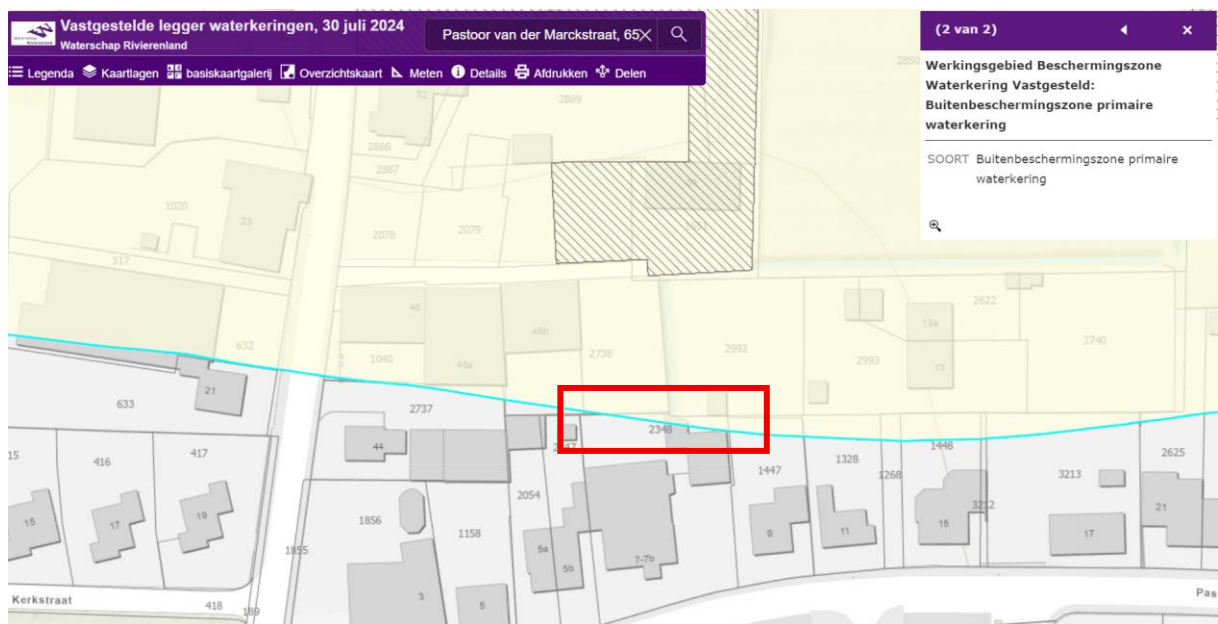 Vastgestelde legger waterkeringen, 30 juli 2024
Waterschap Rivierenland
Pastoor van der Marckstraat, 65X
Legenda Kaartlagen basiskaartgalerij Overzichtskaart Meten Details Afdrukken Delen
(2 van 2)
Werkingsgebied Beschermingszone
Waterkering Vastgesteld:
Buitenbeschermingszone primaire
waterkering
SOORT Buitenbeschermingszone primaire
waterkering
2889
2888
2887
1020
23
2078
2079
317
46
2622
13a
46b
632
1040
46a
2738
2992
2993
13
2740
21
633
2737
2348
44
1447
1328
1268
1448
2625
15
416
417
3213
2054
1856
1158
15
17
19
9
11
15
3212
17
21
1855
5a
5b
7-7b
3
5
Kerkstraat
418
189
Pas